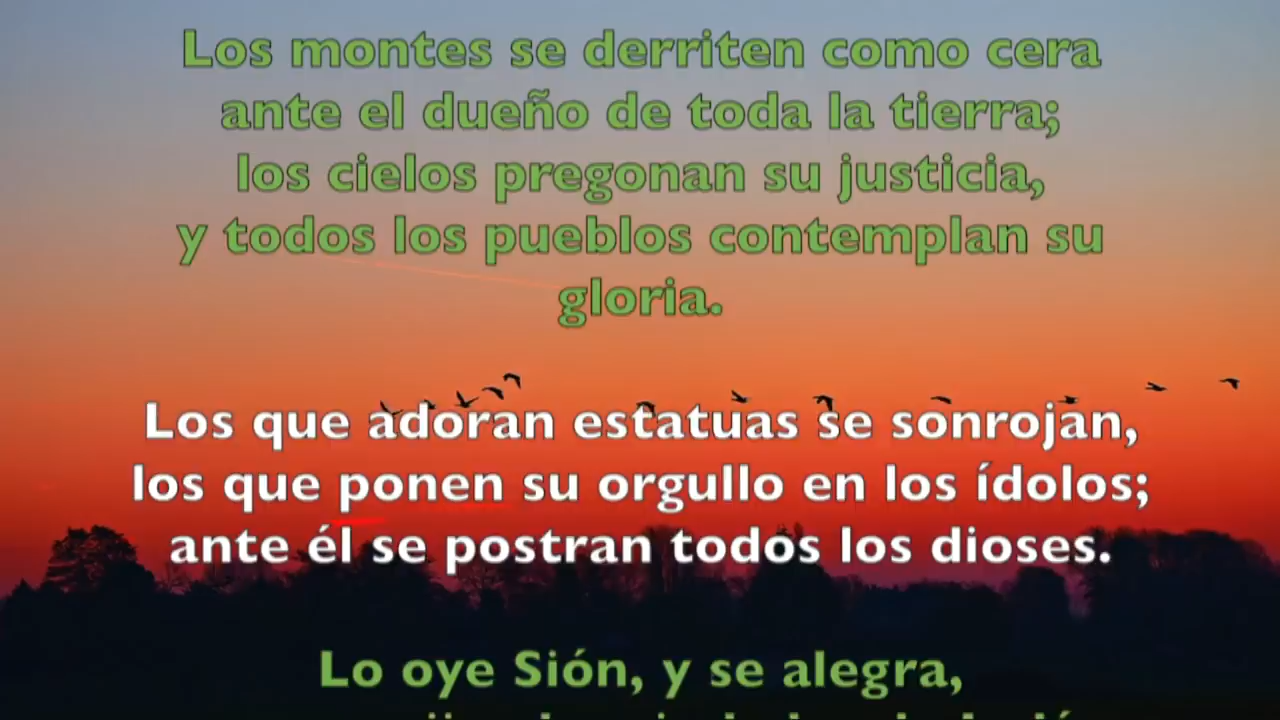 Los montes se derriten como cera
ante el dueño de toda la tierra;
los cielos pregonan su justicia,
y todos los pueblos contemplan su
gloria.
Los que adoran estatuas se sonrojan,
los que ponen su orgullo en los ídolos;
ante él se postran todos los dioses.
Lo oye Sión, y se alegra,